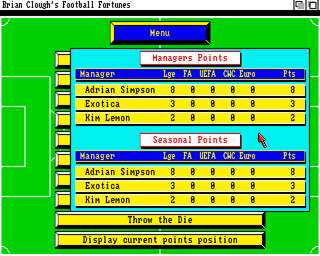 Brian Clough's Football Fortunes
Menu
Managers Points
Manager Lge FA UEFA CWC Euro Pts
Adrian Simpson 8 0 0 0 0 8
Exotica 3 0 0 0 0 3
Kim Lemon 2 0 0 0 0 2
Seasonal Points
Manager Lge FA UEFA CWC Euro Pts
Adrian Simpson 8 0 0 0 0 8
Exotica 3 0 0 0 0 3
Kim Lemon 2 0 0 0 0 2
Throw the Die
Display current points position